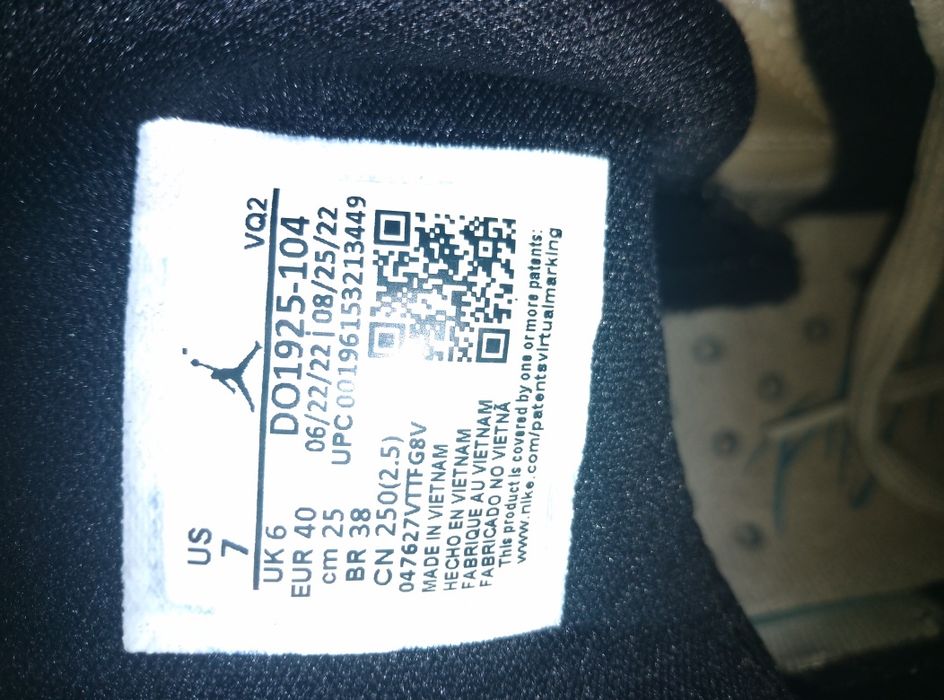 US
7
VQ2
UK 6
EUR 40 DO1925-104
cm 25 06/22/22 | 08/25/22
BR 38 UPC 00196153213449
CN 250(2.5)
047627VTTFG8V
MADE IN VIETNAM
HECHO EN VIETNAM
FABRIQUE AU VIETNAM
FABRICADO NO VIETNÃ
This product is covered by one or more patents:
www.nike.com/patentsvirtualmarking